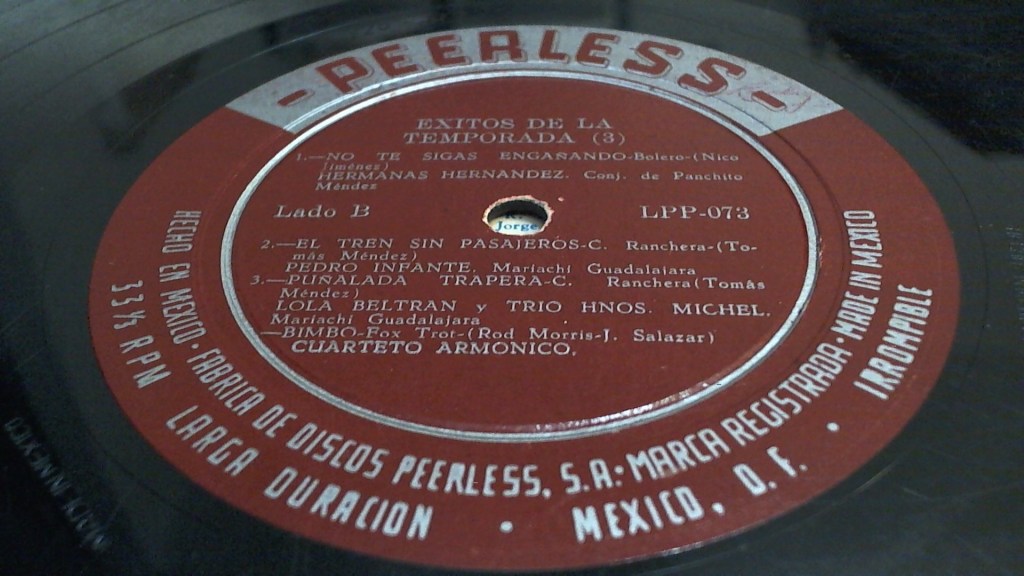 - PEERLESS -
EXITOS DE LA
TEMPORADA (3)
1.—NO TE SIGAS ENGAÑANDO-Bolero-(Nico
Jiménez)
HERMANAS HERNANDEZ. Conj. de Panchito
Méndez
Lado B
LPP-073
Jorge
2.—EL TREN SIN PASAJEROS-C. Ranchera-(To-
más Méndez)
PEDRO INFANTE. Mariachi Guadalajara
3.—PUÑALADA TRAPERA-C. Ranchera(Tomás
Méndez)
LOLA BELTRAN y TRIO HNOS. MICHEL.
Mariachi Guadalajara
—BIMBO-Fox Trot-(Rod Morris-J. Salazar)
CUARTETO ARMONICO.
HECHO EN MEXICO· FABRICA DE DISCOS PEERLESS, S.A.·MARCA REGISTRADA·MADE IN MEXICO
33⅓ RPM LARGA DURACION · MEXICO, D. F. · IRROMPIBLE